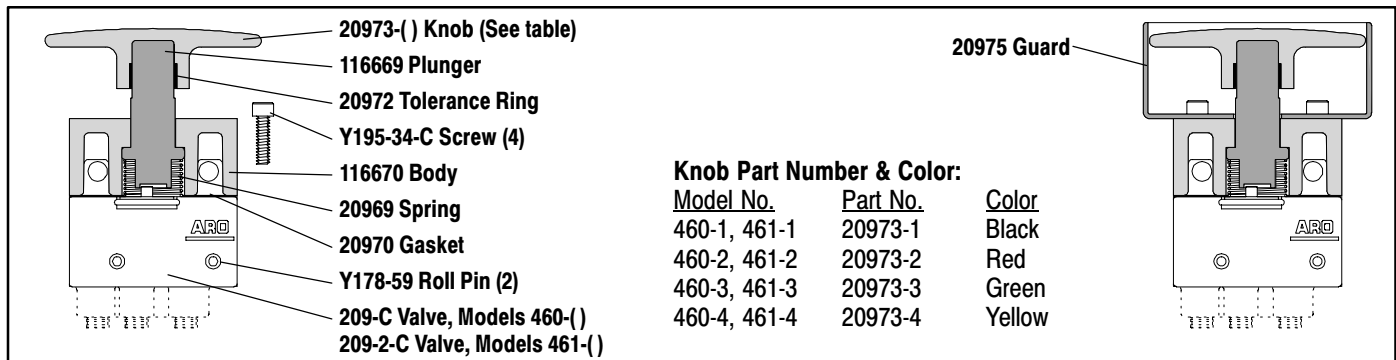 20973-( ) Knob (See table)
116669 Plunger
20972 Tolerance Ring
Y195-34-C Screw (4)
116670 Body
20969 Spring
20970 Gasket
Y178-59 Roll Pin (2)
209-C Valve, Models 460-( )
209-2-C Valve, Models 461-( )
ARO
Knob Part Number & Color:
Model No. Part No. Color
460-1, 461-1 20973-1 Black
460-2, 461-2 20973-2 Red
460-3, 461-3 20973-3 Green
460-4, 461-4 20973-4 Yellow
20975 Guard
ARO